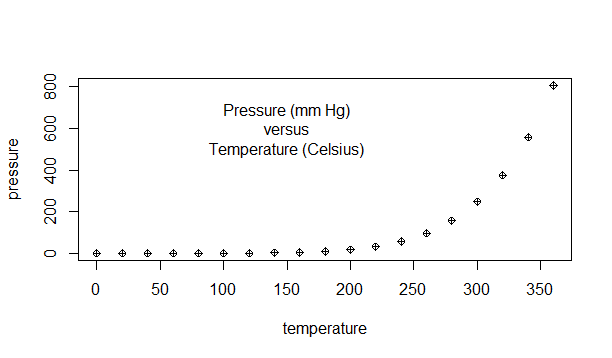 Pressure (mm Hg)
versus
Temperature (Celsius)
pressure
800
600
400
200
0
0 50 100 150 200 250 300 350
temperature